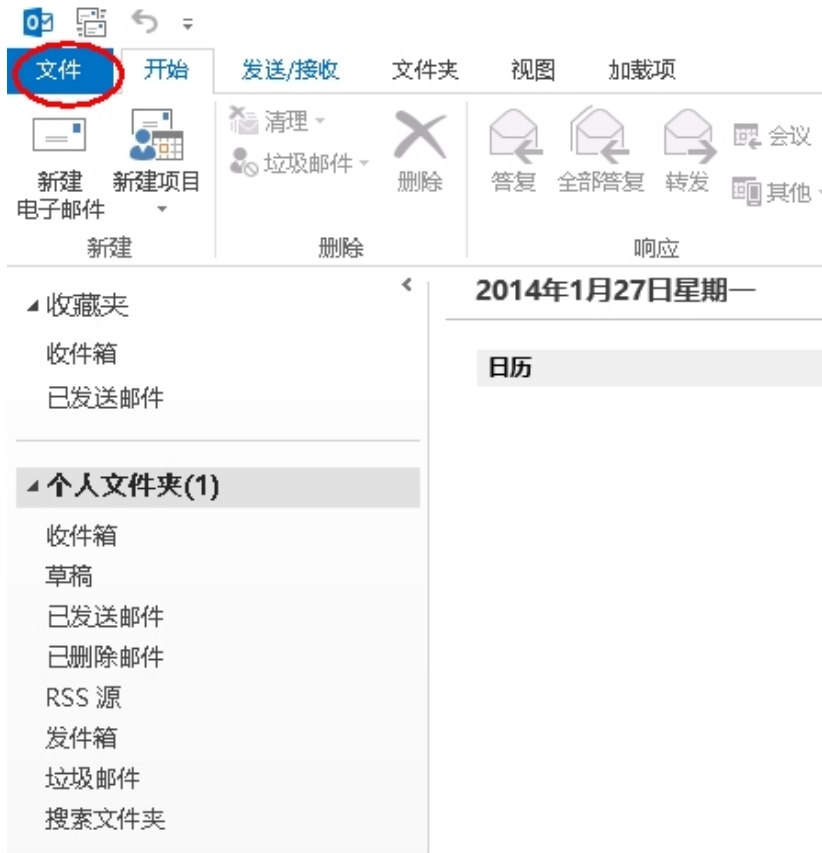 文件 开始 发送/接收 文件夹 视图 加载项
清理
会议
垃圾邮件
新建 电子邮件
新建项目
删除
答复 全部答复 转发
其他
新建 删除 响应
收藏夹
收件箱
已发送邮件
个人文件夹(1)
收件箱
草稿
已发送邮件
已删除邮件
RSS 源
发件箱
垃圾邮件
搜索文件夹
2014年1月27日星期一
日历